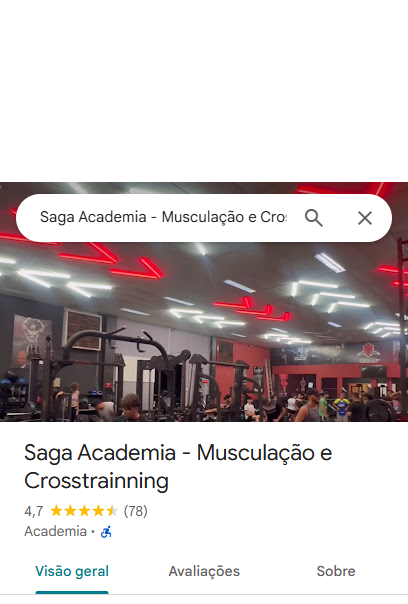 Saga Academia - Musculação e Cros
Saga Academia - Musculação e
Crosstrainning
4,7 (78)
Academia ·
Visão geral Avaliações Sobre